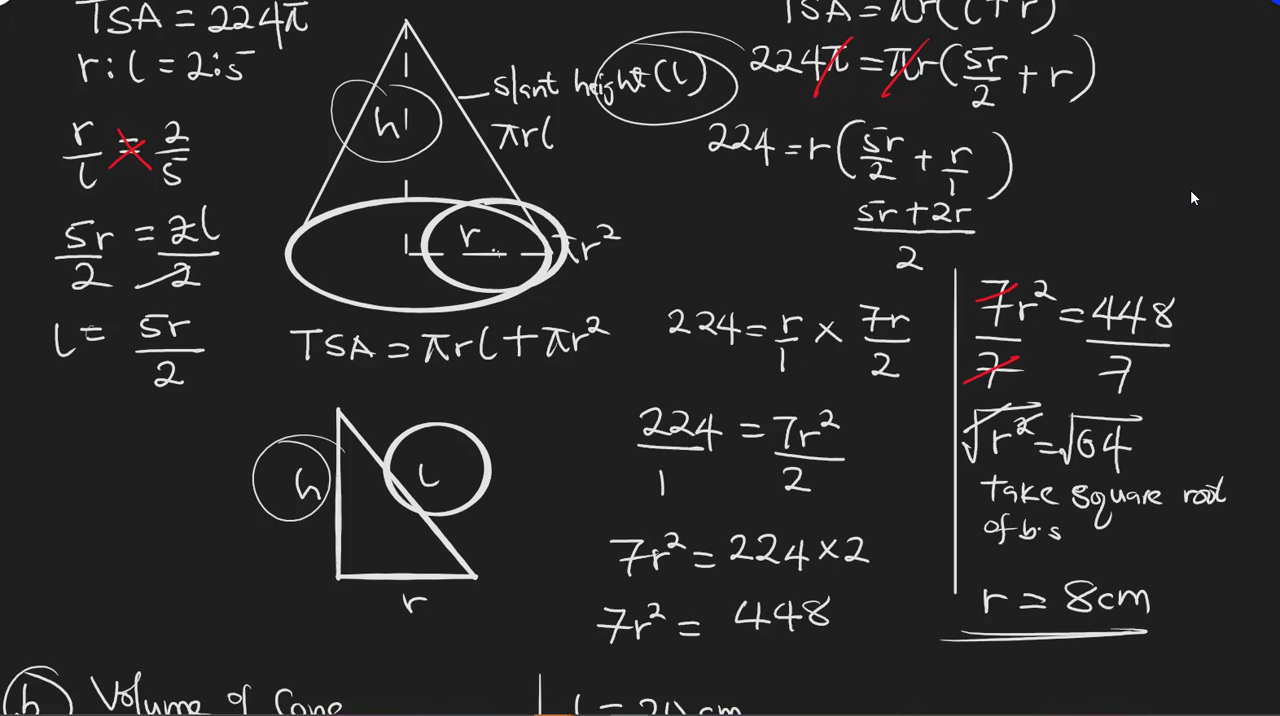 TSA = 224π
r : l = 2:5
r/l = 2/5
5r/2 = 2l/2
l = 5r/2
h
slant height (l)
πrl
r
πr²
TSA = πrl + πr²
h
l
r
TSA = πr(l+r)
224π = πr(5r/2 + r)
224 = r(5r/2 + r/1)
5r+2r/2
224 = r/1 × 7r/2
224/1 = 7r²/2
7r² = 224×2
7r² = 448
7r²/7 = 448/7
√r² = √64
Take square root
of b.s
r = 8cm
b Volume of Cone
l = 20 cm